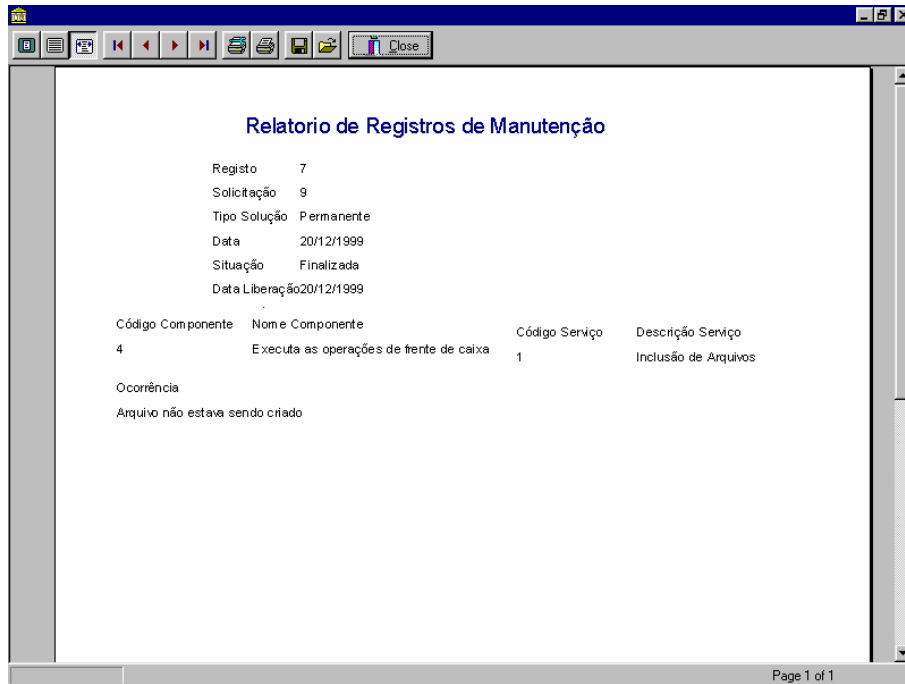 Close
Relatorio de Registros de Manutenção
Registo 7
Solicitação 9
Tipo Solução Permanente
Data 20/12/1999
Situação Finalizada
Data Liberação 20/12/1999
Código Componente Nome Componente Código Serviço Descrição Serviço
4 Executa as operações de frente de caixa 1 Inclusão de Arquivos
Ocorrência
Arquivo não estava sendo criado
Page 1 of 1